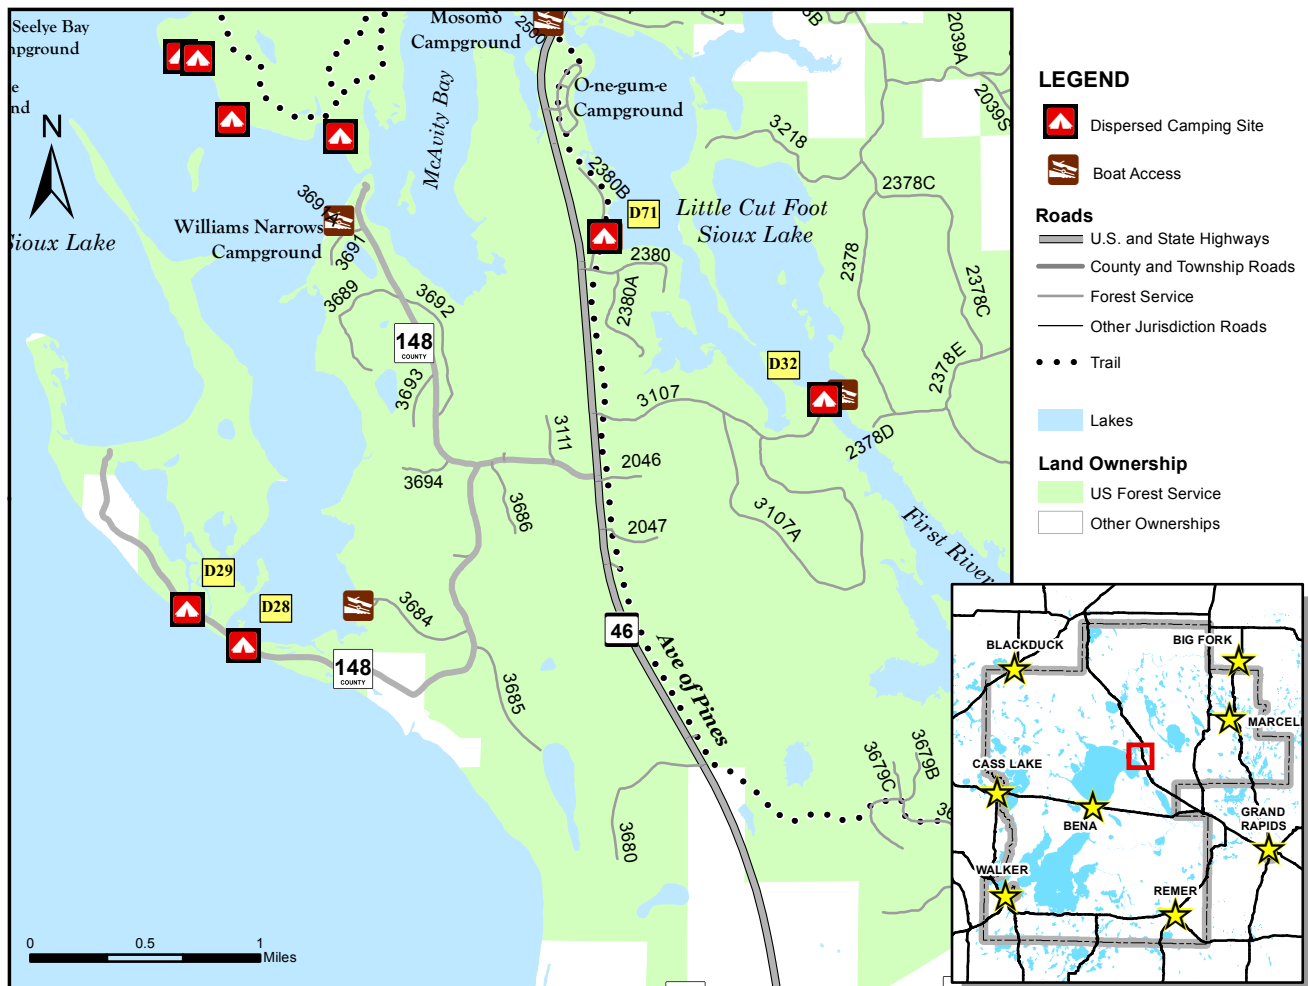 Seelye Bay
Mosomo
Campground
2500
O-ne-gum-e
Campground
McAvity Bay
N
3218
2039A
2039S
2380B
D71
Little Cut Foot
Sioux Lake
2378C
Williams Narrows
Campground
Sioux Lake
3691
3689
3692
2380
2380A
2378
2378C
2378E
148
COUNTY
D32
3693
3107
3111
2378D
3694
2046
3686
3107A
2047
First River
D29
D28
3684
46
148
COUNTY
Ave of Pines
3685
3679C
3679B
3680
0
0.5
1
Miles
LEGEND
Dispersed Camping Site
Boat Access
Roads
U.S. and State Highways
County and Township Roads
Forest Service
Other Jurisdiction Roads
Trail
Lakes
Land Ownership
US Forest Service
Other Ownerships
BLACKDUCK
BIG FORK
CASS LAKE
BENA
GRAND
RAPIDS
WALKER
REMER